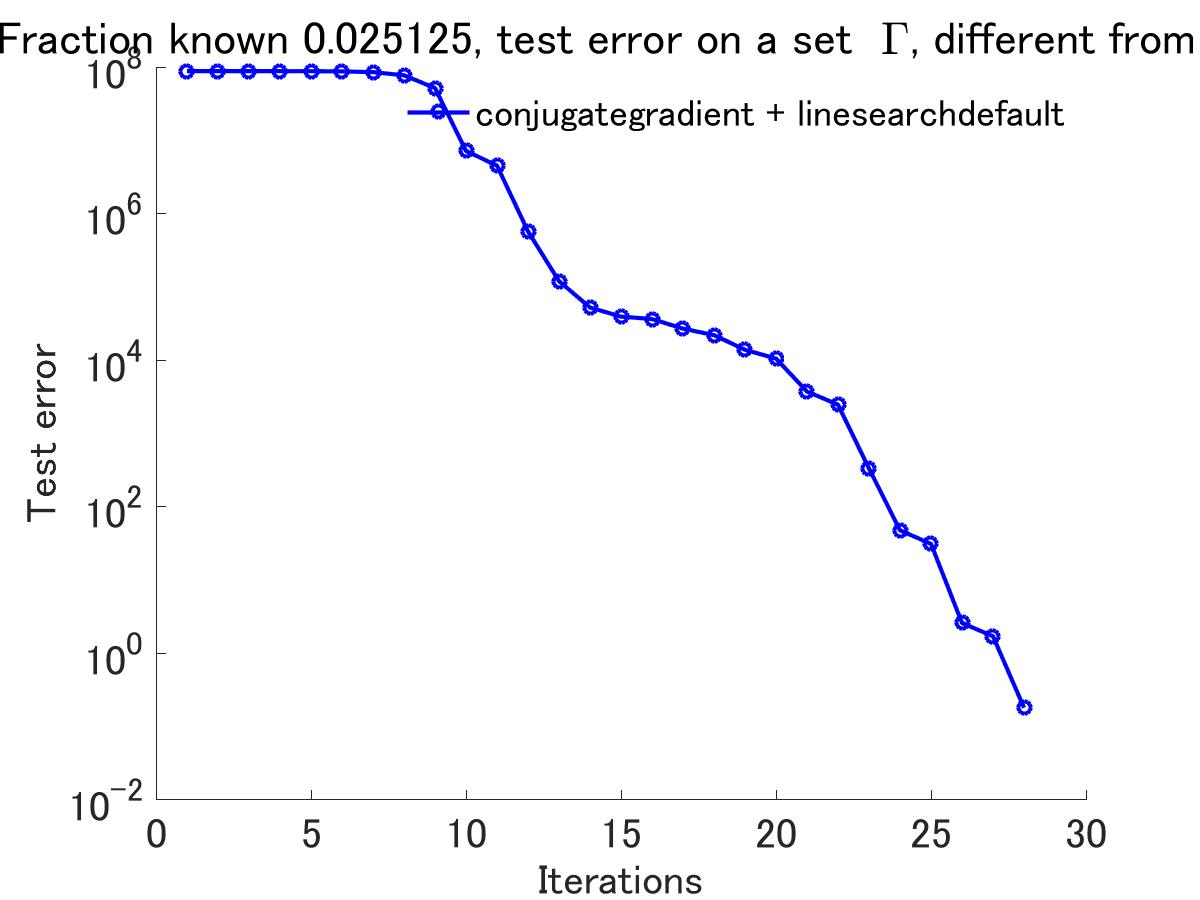 Fraction known 0.025125, test error on a set Γ, different from
10^8
conjugategradient + linesearchdefault
10^6
10^4
Test error
10^2
10^0
10^-2
0 5 10 15 20 25 30
Iterations